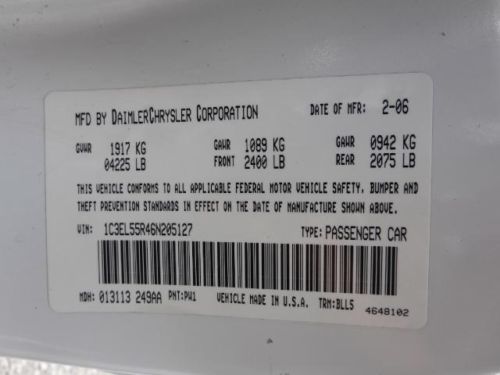 MFD BY DAIMLERCHRYSLER CORPORATION DATE OF MFR: 2-06
GVWR 1917 KG GAWR 1089 KG GAWR 0942 KG
04225 LB FRONT 2400 LB REAR 2075 LB
THIS VEHICLE CONFORMS TO ALL APPLICABLE FEDERAL MOTOR VEHICLE SAFETY, BUMPER AND
THEFT PREVENTION STANDARDS IN EFFECT ON THE DATE OF MANUFACTURE SHOWN ABOVE.
VIN: 1C3EL55R46N205127 TYPE: PASSENGER CAR
MDH: 013113 249AA PNT:PW1 VEHICLE MADE IN U.S.A. TRM:BLL5
4648102